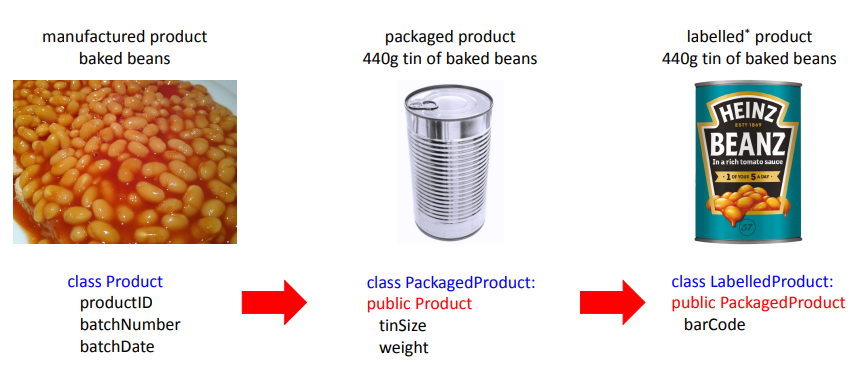 manufactured product
baked beans
packaged product
440g tin of baked beans
labelled* product
440g tin of baked beans
HEINZ
ESTD 1869
BEANZ
In a rich tomato sauce
1 OF YOUR 5 A DAY
57
class Product
productID
batchNumber
batchDate
class PackagedProduct:
public Product
tinSize
weight
class LabelledProduct:
public PackagedProduct
barCode